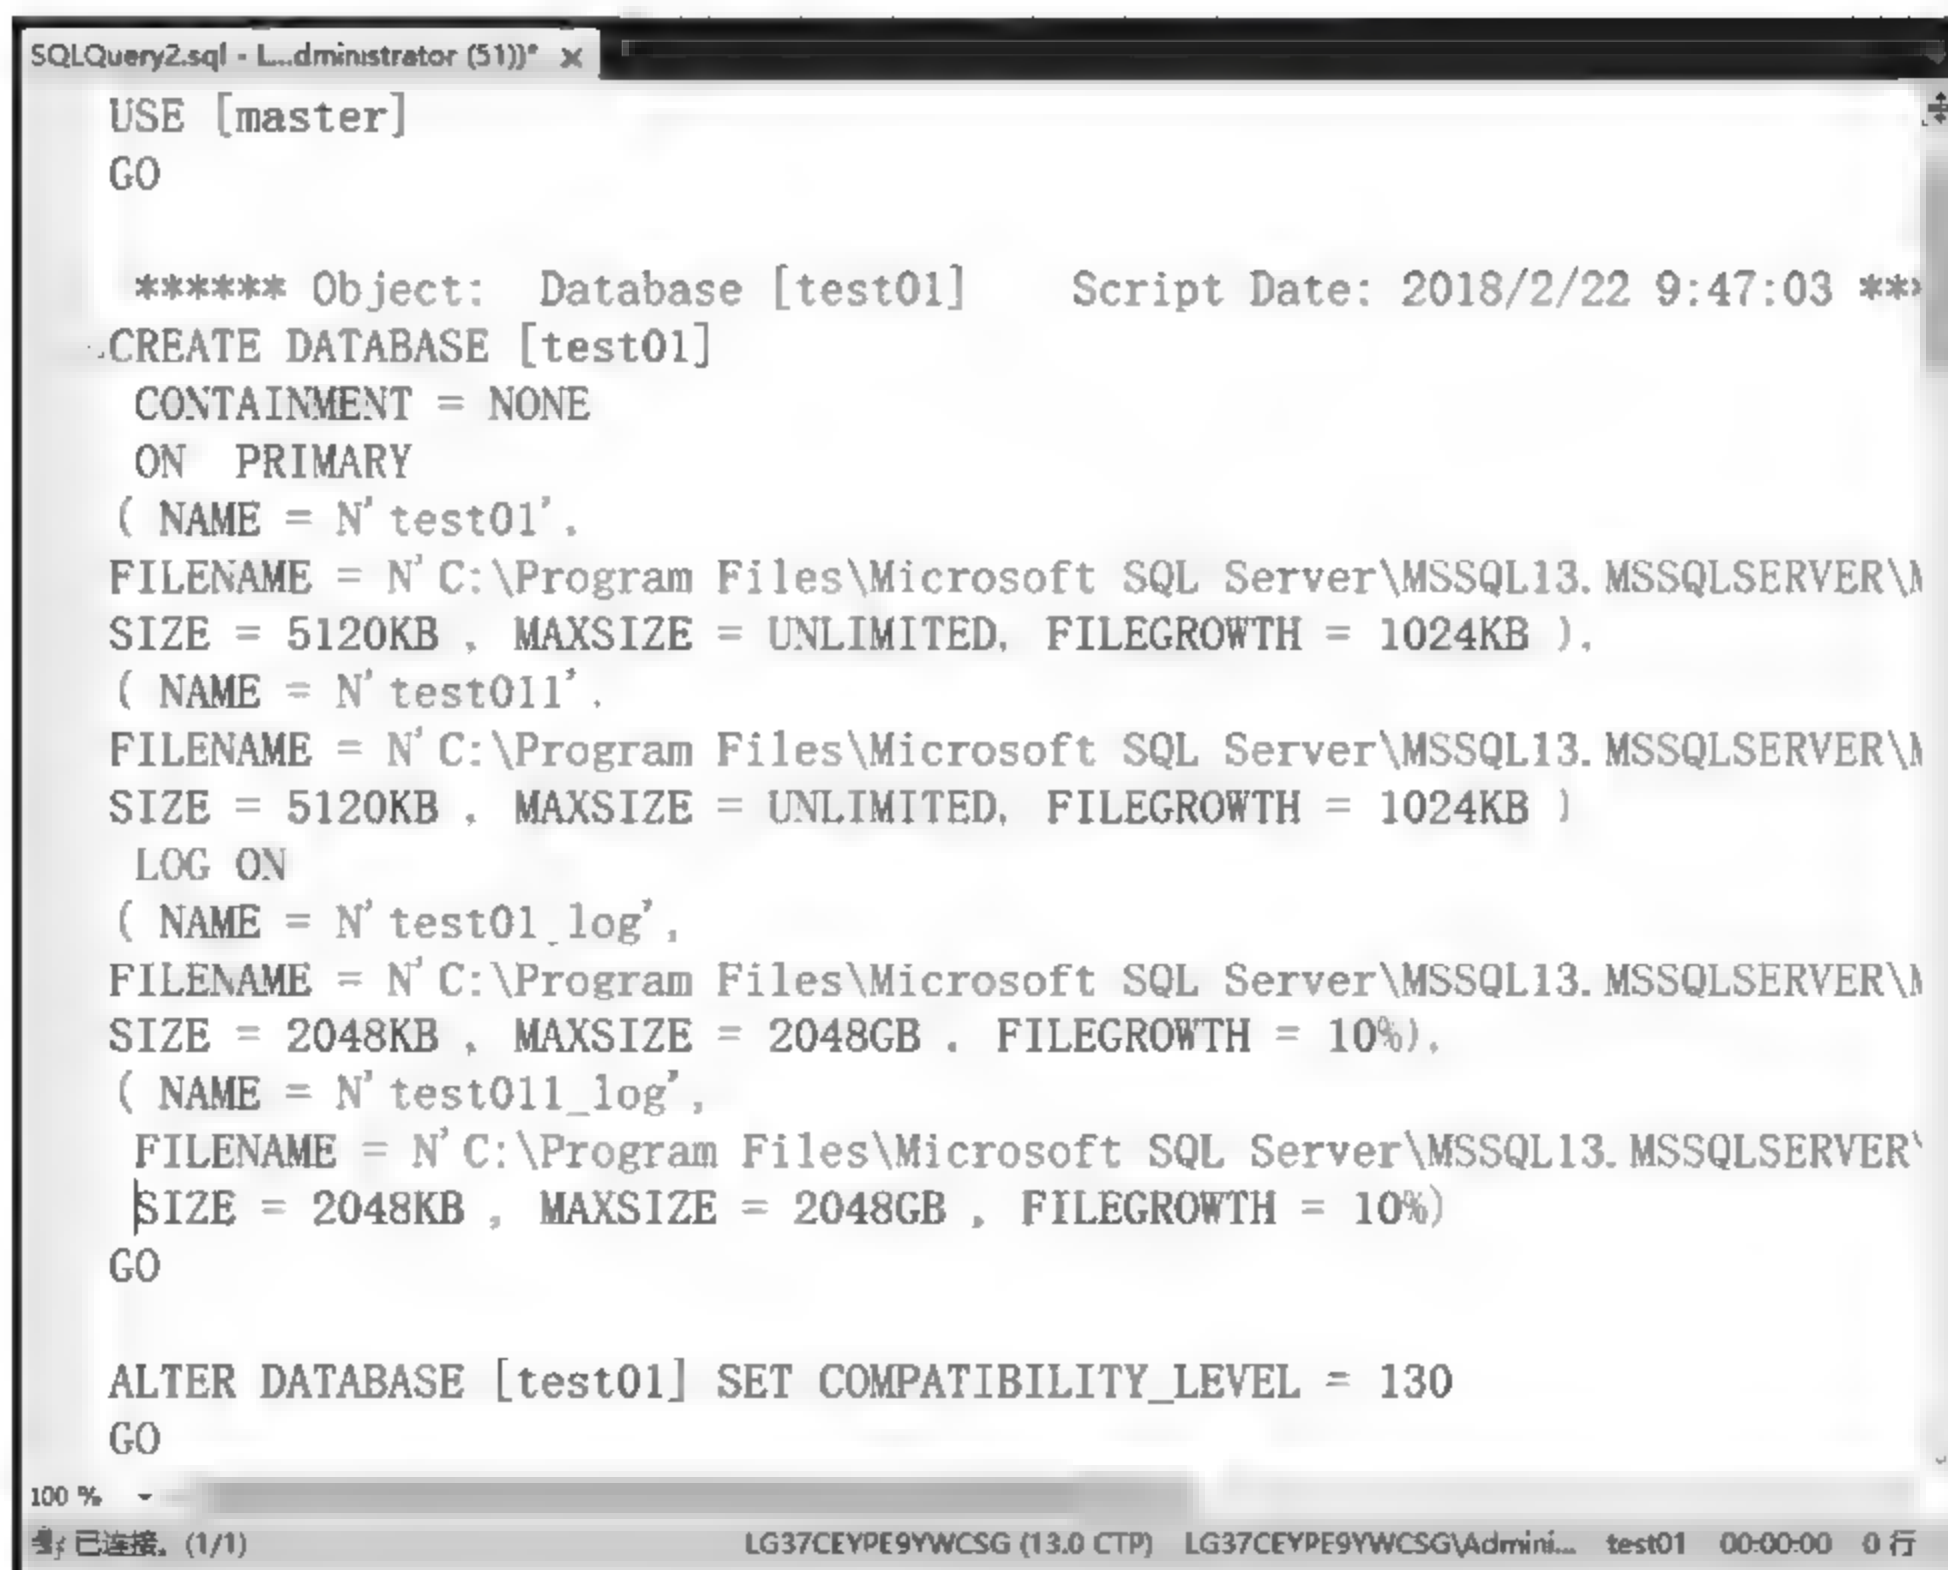 SQLQuery2.sql - L...dministrator (51))* ×
USE [master]
GO
****** Object:  Database [test01]    Script Date: 2018/2/22 9:47:03 ***
CREATE DATABASE [test01]
CONTAINMENT = NONE
ON  PRIMARY
( NAME = N'test01',
FILENAME = N'C:\Program Files\Microsoft SQL Server\MSSQL13.MSSQLSERVER\M
SIZE = 5120KB , MAXSIZE = UNLIMITED, FILEGROWTH = 1024KB ),
( NAME = N'test011',
FILENAME = N'C:\Program Files\Microsoft SQL Server\MSSQL13.MSSQLSERVER\M
SIZE = 5120KB , MAXSIZE = UNLIMITED, FILEGROWTH = 1024KB )
LOG ON
( NAME = N'test01_log',
FILENAME = N'C:\Program Files\Microsoft SQL Server\MSSQL13.MSSQLSERVER\M
SIZE = 2048KB , MAXSIZE = 2048GB , FILEGROWTH = 10%),
( NAME = N'test011_log',
FILENAME = N'C:\Program Files\Microsoft SQL Server\MSSQL13.MSSQLSERVER\
SIZE = 2048KB , MAXSIZE = 2048GB , FILEGROWTH = 10%)
GO
ALTER DATABASE [test01] SET COMPATIBILITY_LEVEL = 130
GO
100 %
已连接。(1/1) LG37CEYPE9YWCSG (13.0 CTP) LG37CEYPE9YWCSG\Admini... test01 00:00:00 0 行